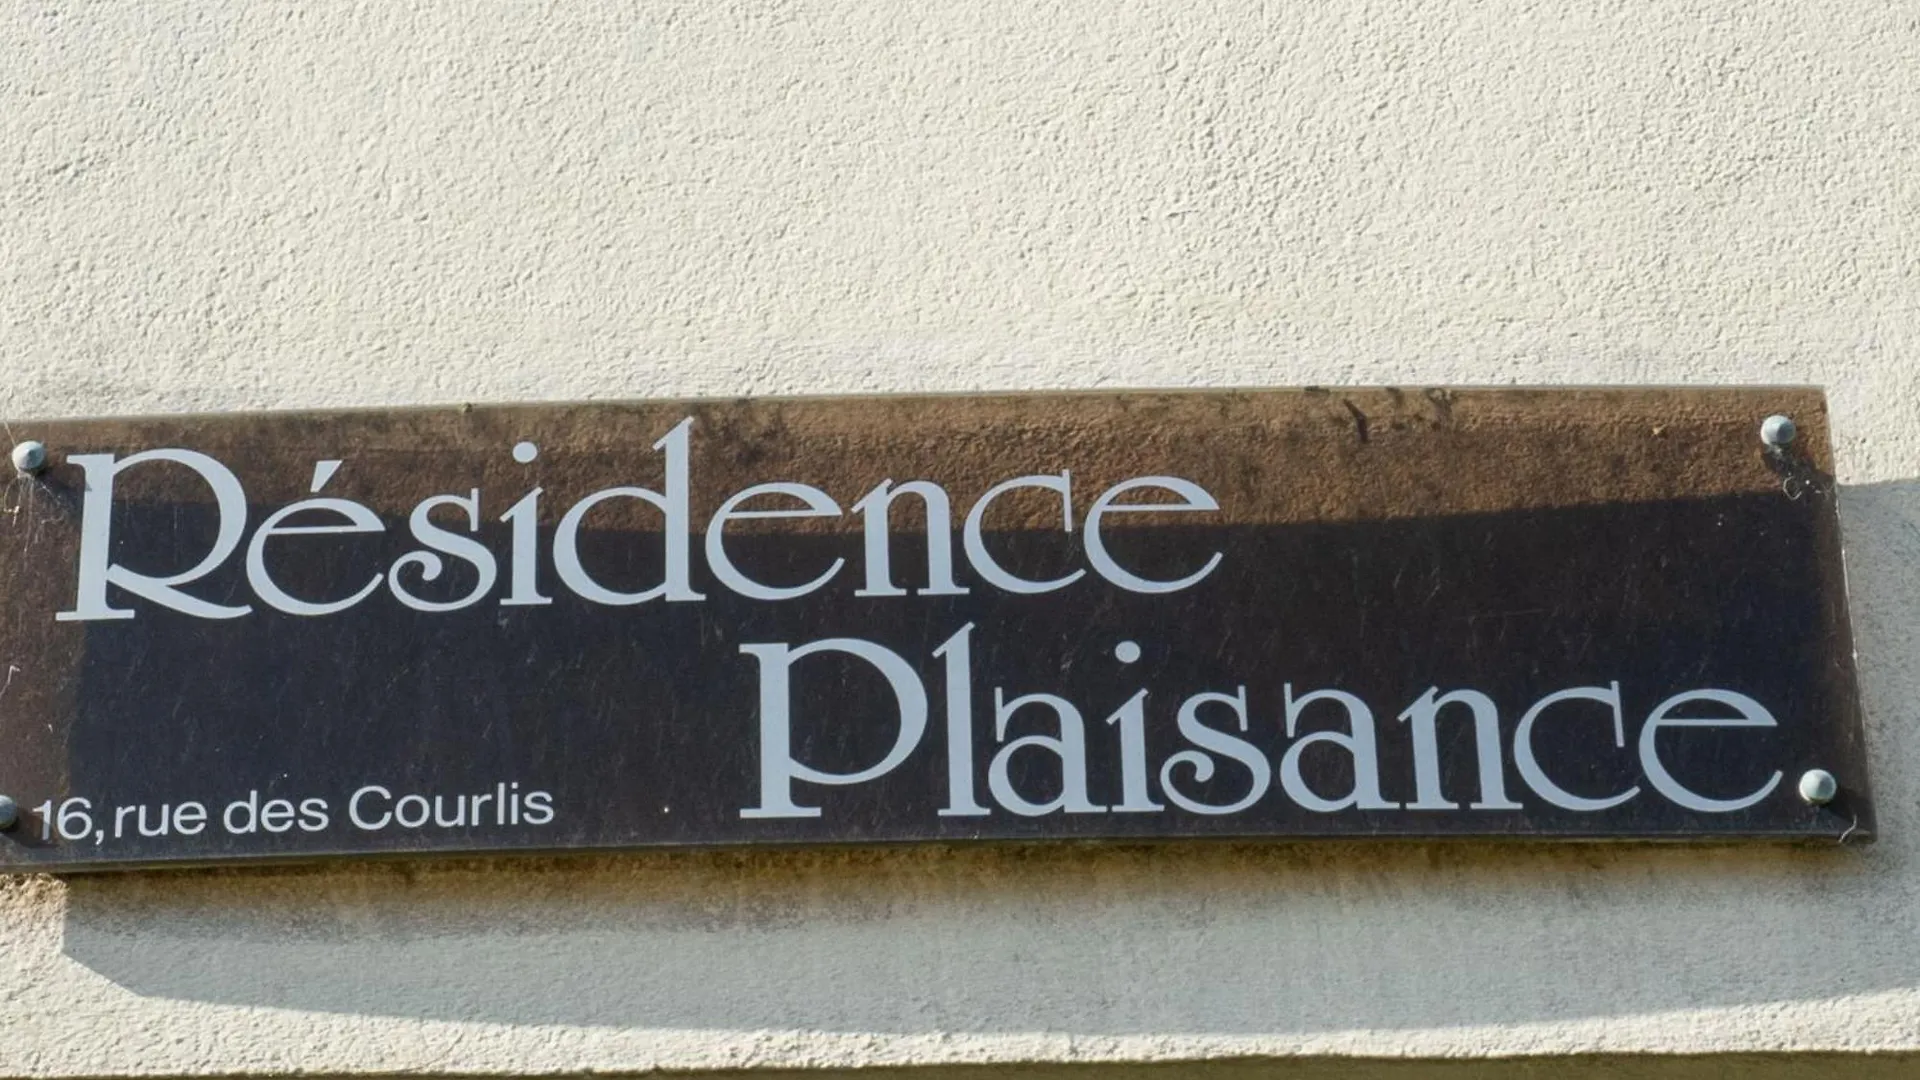 Résidence
Plaisance
16, rue des Courlis